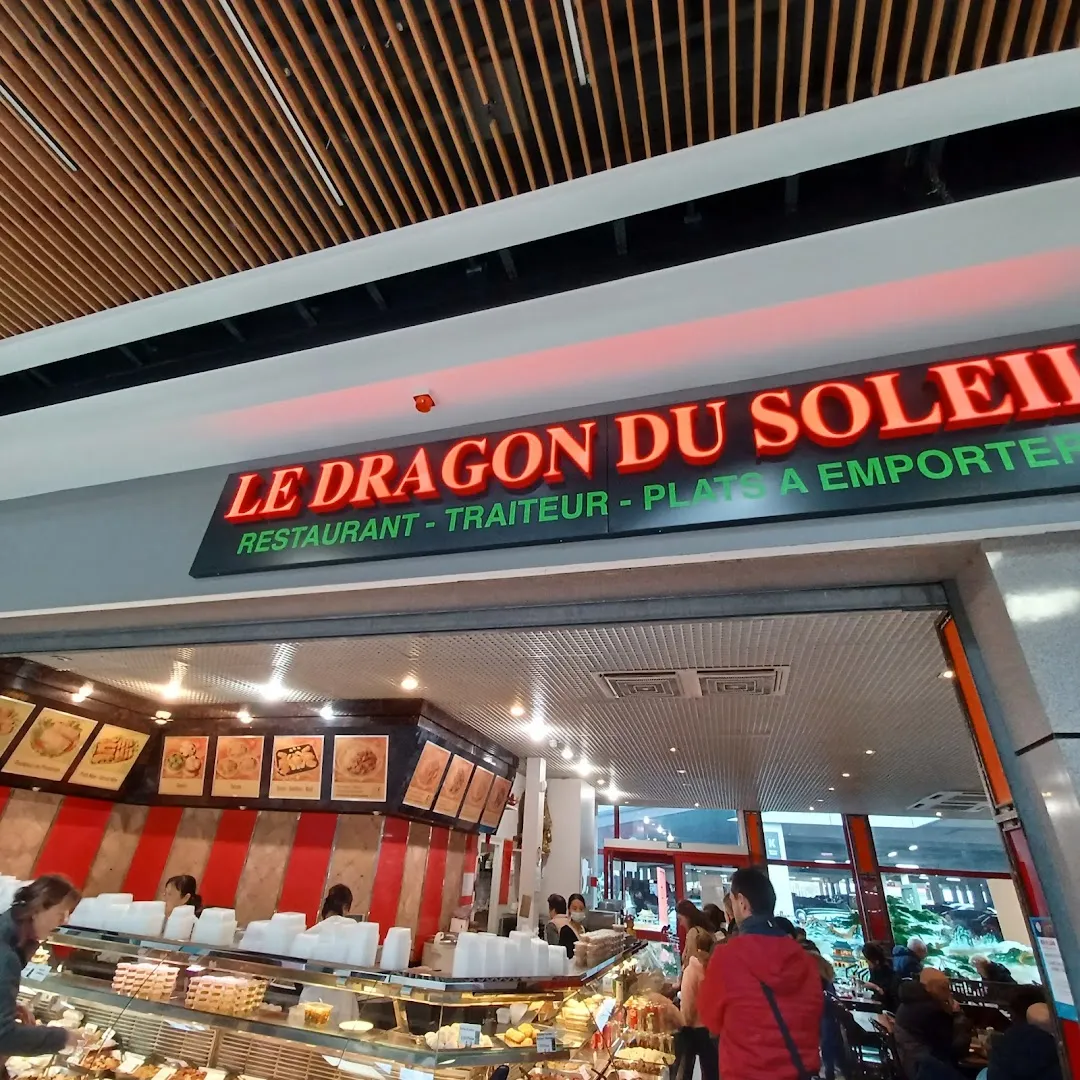 LE DRAGON DU SOLEIL
RESTAURANT - TRAITEUR - PLATS A EMPORTER